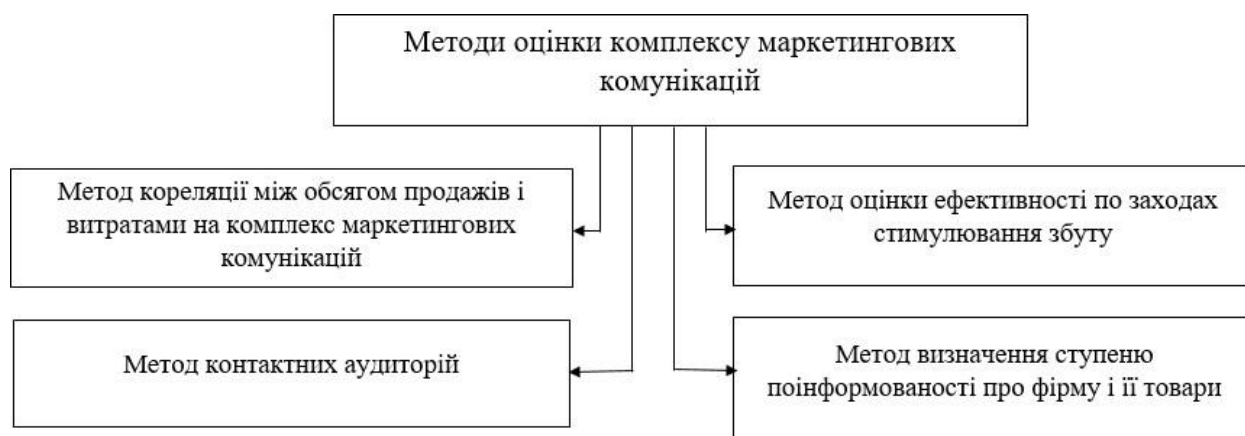 Методи оцінки комплексу маркетингових
комунікацій
Метод кореляції між обсягом продажів і
витратами на комплекс маркетингових
комунікацій
Метод оцінки ефективності по заходах
стимулювання збуту
Метод контактних аудиторій
Метод визначення ступеню
поінформованості про фірму і її товари